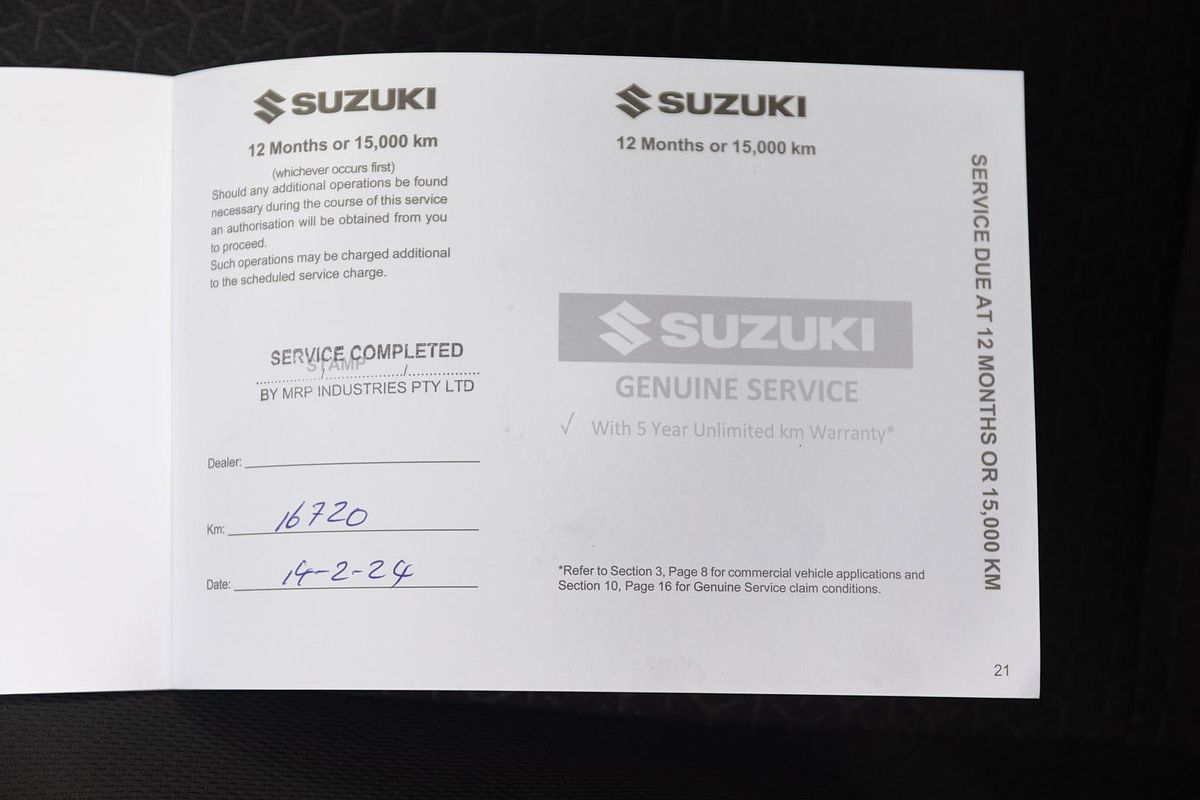 SUZUKI
12 Months or 15,000 km
(whichever occurs first)
Should any additional operations be found
necessary during the course of this service
an authorisation will be obtained from you
to proceed.
Such operations may be charged additional
to the scheduled service charge.
SERVICE COMPLETED
STAMP
............/............/............
BY MRP INDUSTRIES PTY LTD
Dealer:
Km: 16720
Date: 14-2-24
SUZUKI
12 Months or 15,000 km
SUZUKI
GENUINE SERVICE
√ With 5 Year Unlimited km Warranty*
*Refer to Section 3, Page 8 for commercial vehicle applications and
Section 10, Page 16 for Genuine Service claim conditions.
SERVICE DUE AT 12 MONTHS OR 15,000 KM
21